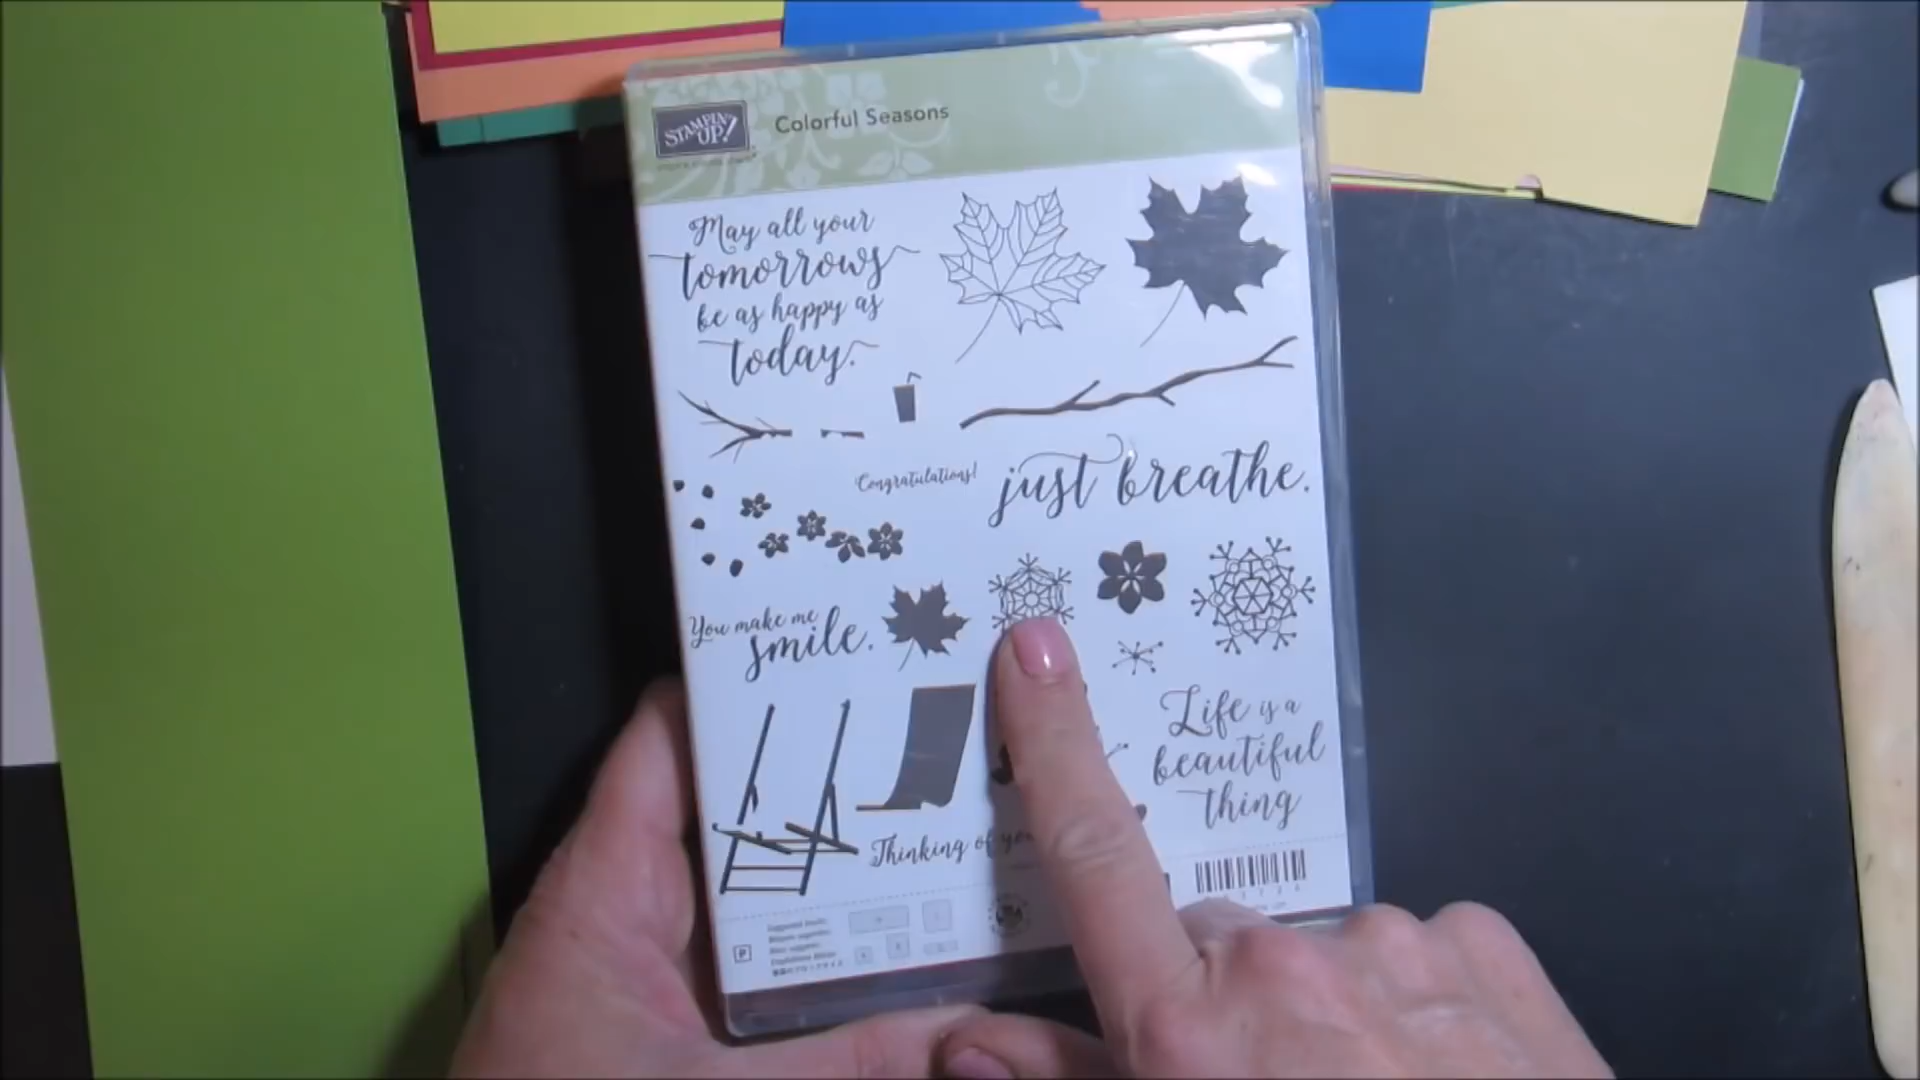 STAMPIN' UP!
Colorful Seasons
May all your
tomorrows
be as happy as
today.
Congratulations!
just breathe.
You make me
smile.
Life is a
beautiful
thing
Thinking of you
P